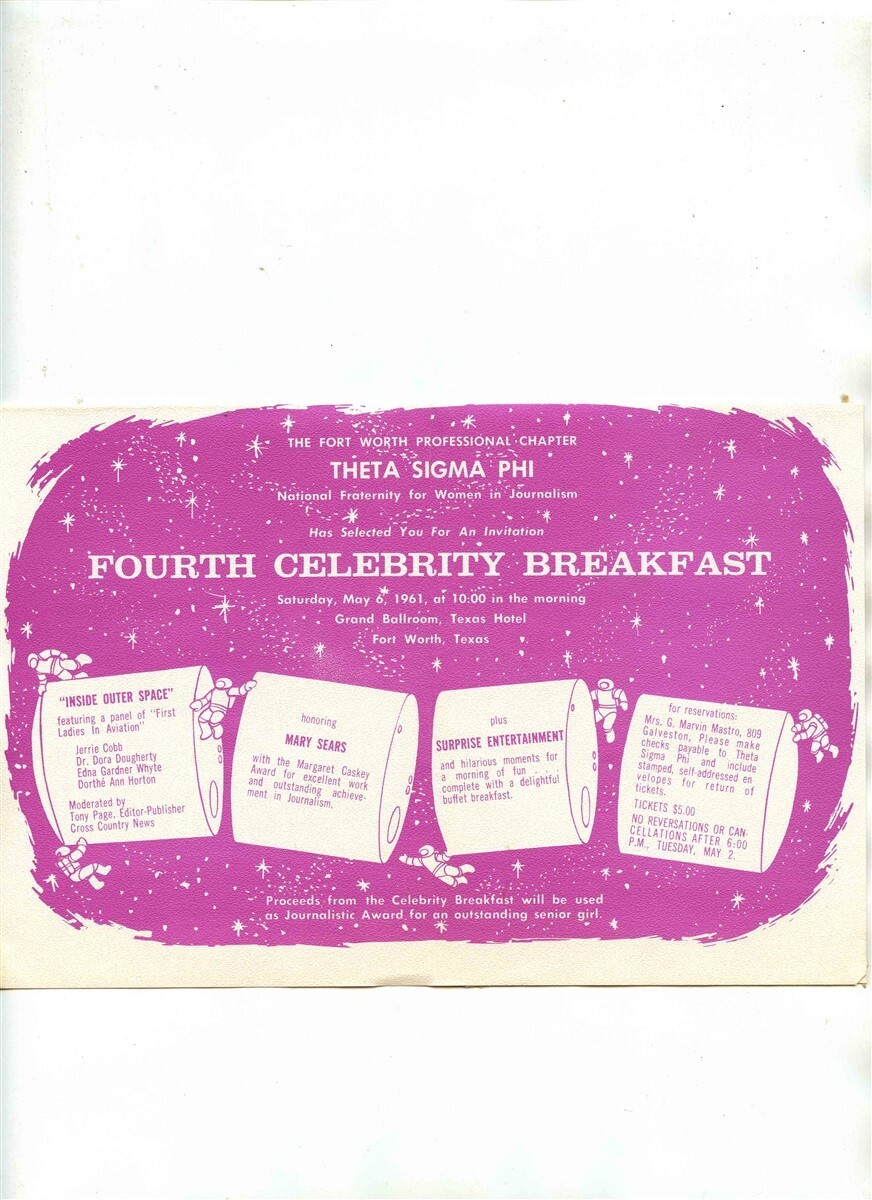 THE FORT WORTH PROFESSIONAL CHAPTER
THETA SIGMA PHI
National Fraternity for Women in Journalism
Has Selected You For An Invitation
FOURTH CELEBRITY BREAKFAST
Saturday, May 6, 1961, at 10:00 in the morning
Grand Ballroom, Texas Hotel
Fort Worth, Texas
"INSIDE OUTER SPACE"
featuring a panel of "First
Ladies In Aviation"
Jerrie Cobb
Dr. Dora Dougherty
Edna Gardner Whyte
Dorthé Ann Horton
Moderated by
Tony Page, Editor-Publisher
Cross Country News
honoring
MARY SEARS
with the Margaret Caskey
Award for excellent work
and outstanding achieve-
ment in Journalism.
plus
SURPRISE ENTERTAINMENT
and hilarious moments for
a morning of fun . . .
complete with a delightful
buffet breakfast.
for reservations:
Mrs. G. Marvin Mastro, 809
Galveston, Please make
checks payable to Theta
Sigma Phi and include
stamped, self-addressed en
velopes for return of
tickets.
TICKETS $5.00
NO REVERSATIONS OR CAN-
CELLATIONS AFTER 6:00
P.M., TUESDAY, MAY 2.
Proceeds from the Celebrity Breakfast will be used
as Journalistic Award for an outstanding senior girl.